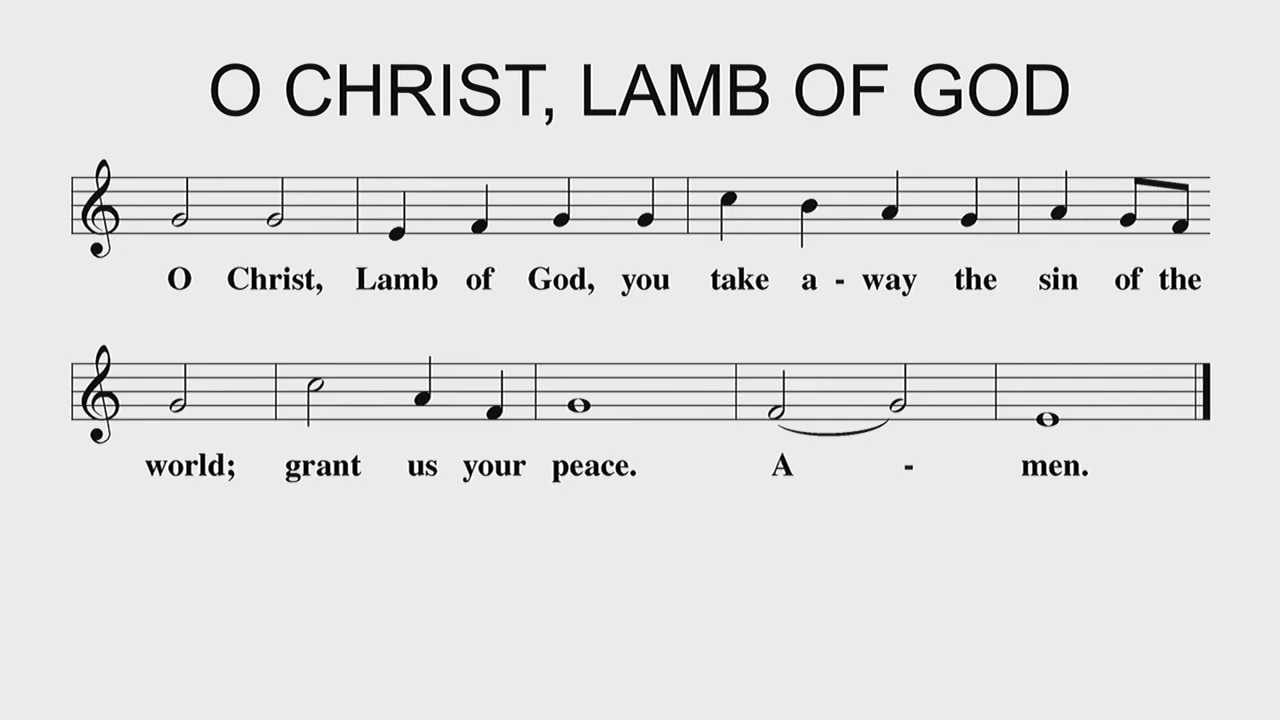 O CHRIST, LAMB OF GOD
O Christ, Lamb of God, you take a - way the sin of the
world; grant us your peace. A - men.